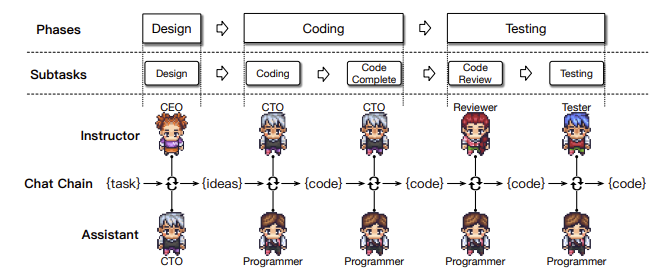 Phases
Design
Coding
Testing
Subtasks
Design
Coding
Code
Complete
Code
Review
Testing
CEO
CTO
CTO
Reviewer
Tester
Instructor
Chat Chain
{task}
{ideas}
{code}
{code}
{code}
{code}
Assistant
CTO
Programmer
Programmer
Programmer
Programmer